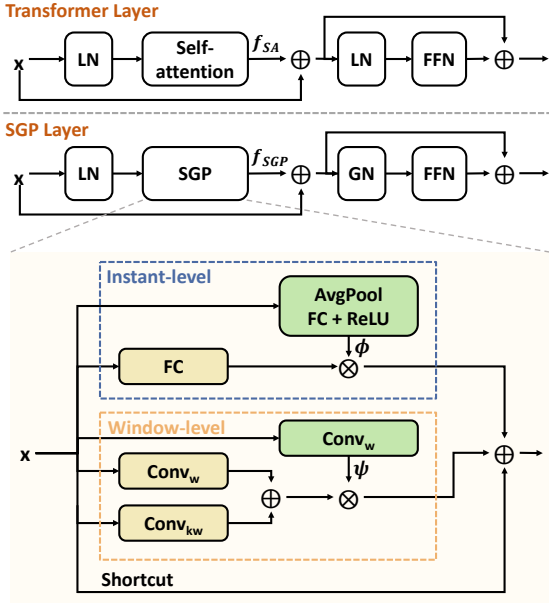 Transformer Layer
x
LN
Self-
attention
f_SA
⊕
LN
FFN
⊕
SGP Layer
x
LN
SGP
f_SGP
⊕
GN
FFN
⊕
Instant-level
AvgPool
FC + ReLU
ϕ
FC
⊗
Window-level
Conv_w
x
ψ
Conv_w
⊕
⊗
⊕
Conv_kw
Shortcut